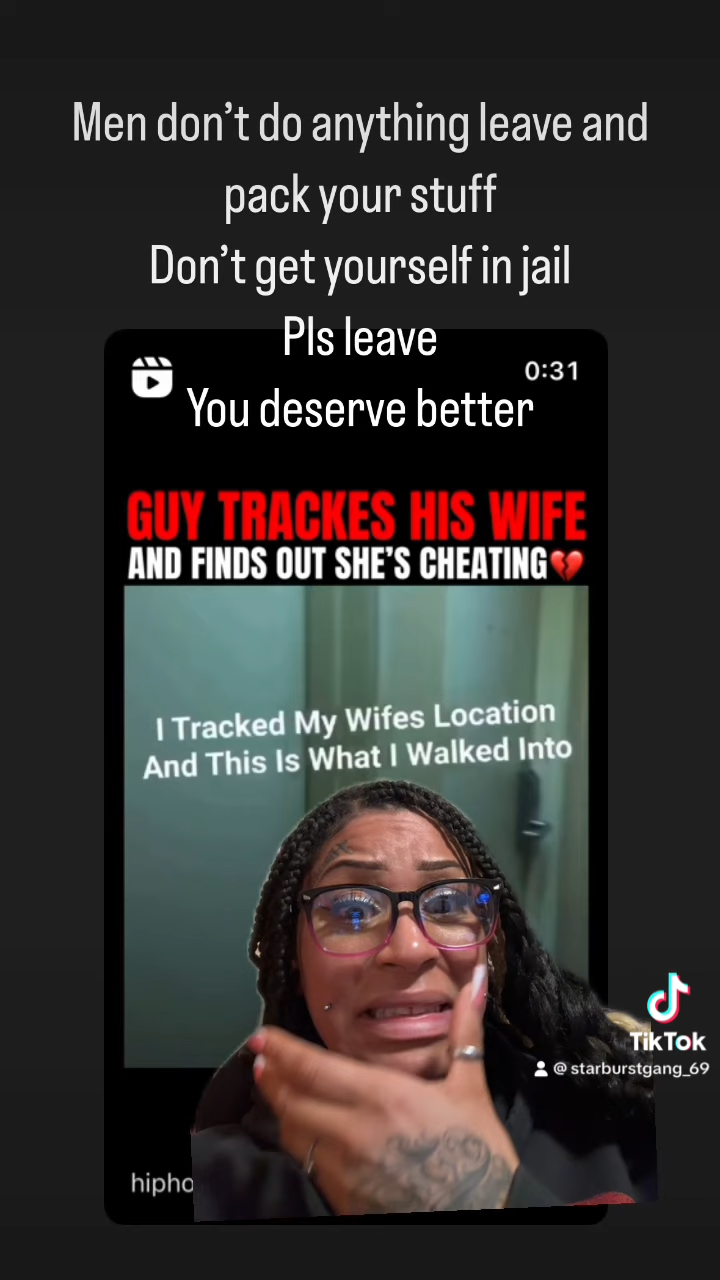 Men don't do anything leave and
pack your stuff
Don't get yourself in jail
Pls leave
0:31
You deserve better
GUY TRACKES HIS WIFE
AND FINDS OUT SHE'S CHEATING💔
I Tracked My Wifes Location
And This Is What I Walked Into
TikTok
@starburstgang_69
hipho